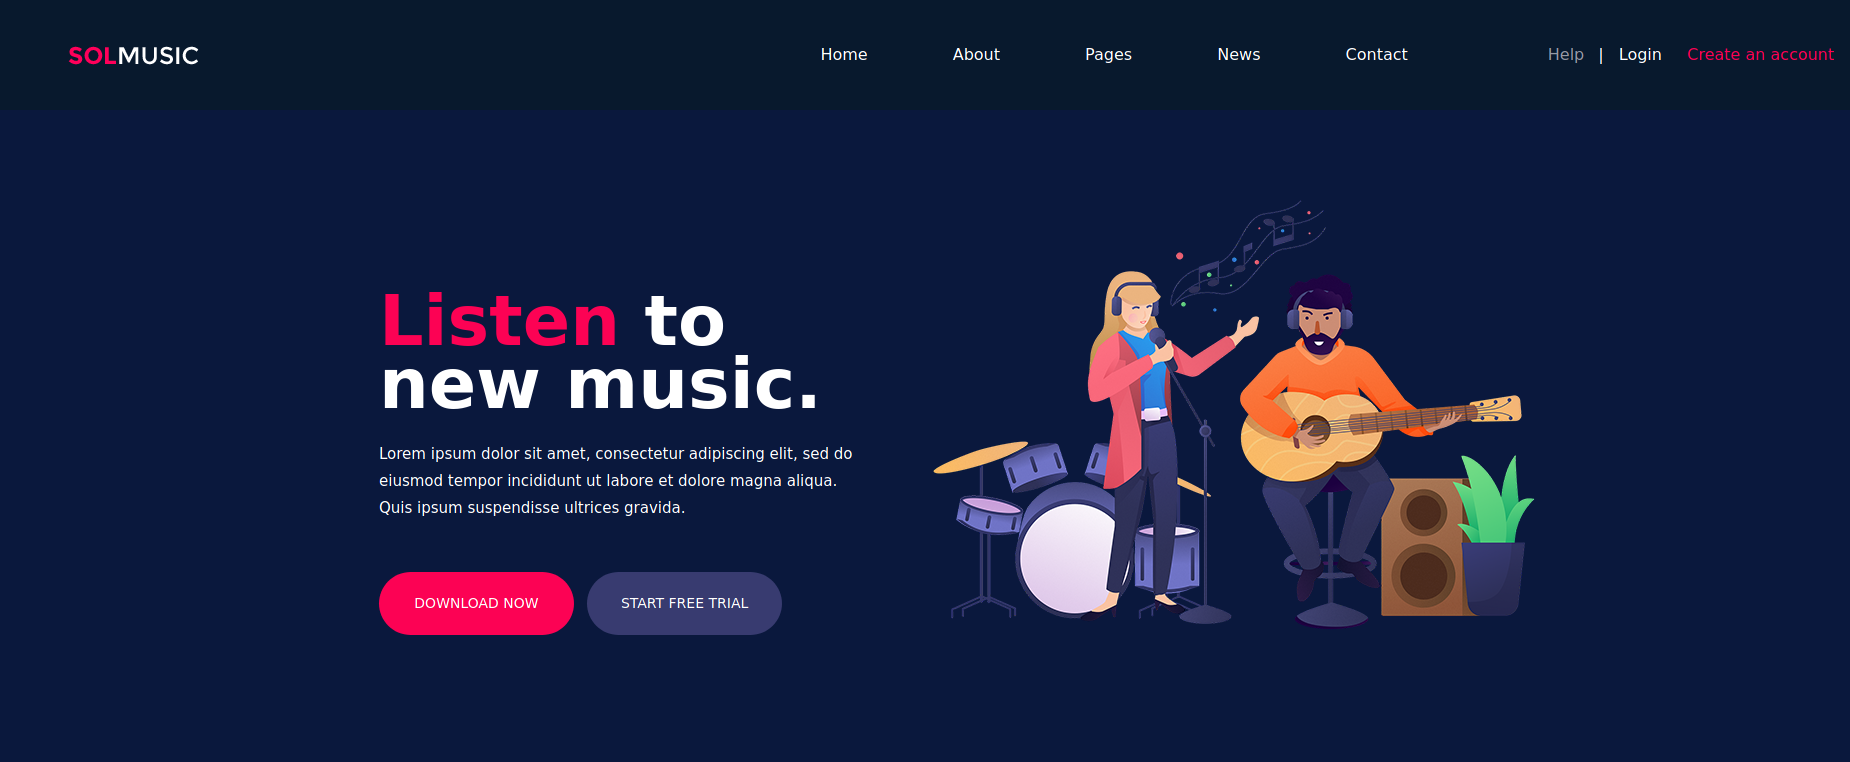 SOLMUSIC
Home About Pages News Contact Help | Login Create an account
Listen to
new music.
Lorem ipsum dolor sit amet, consectetur adipiscing elit, sed do
eiusmod tempor incididunt ut labore et dolore magna aliqua.
Quis ipsum suspendisse ultrices gravida.
DOWNLOAD NOW START FREE TRIAL